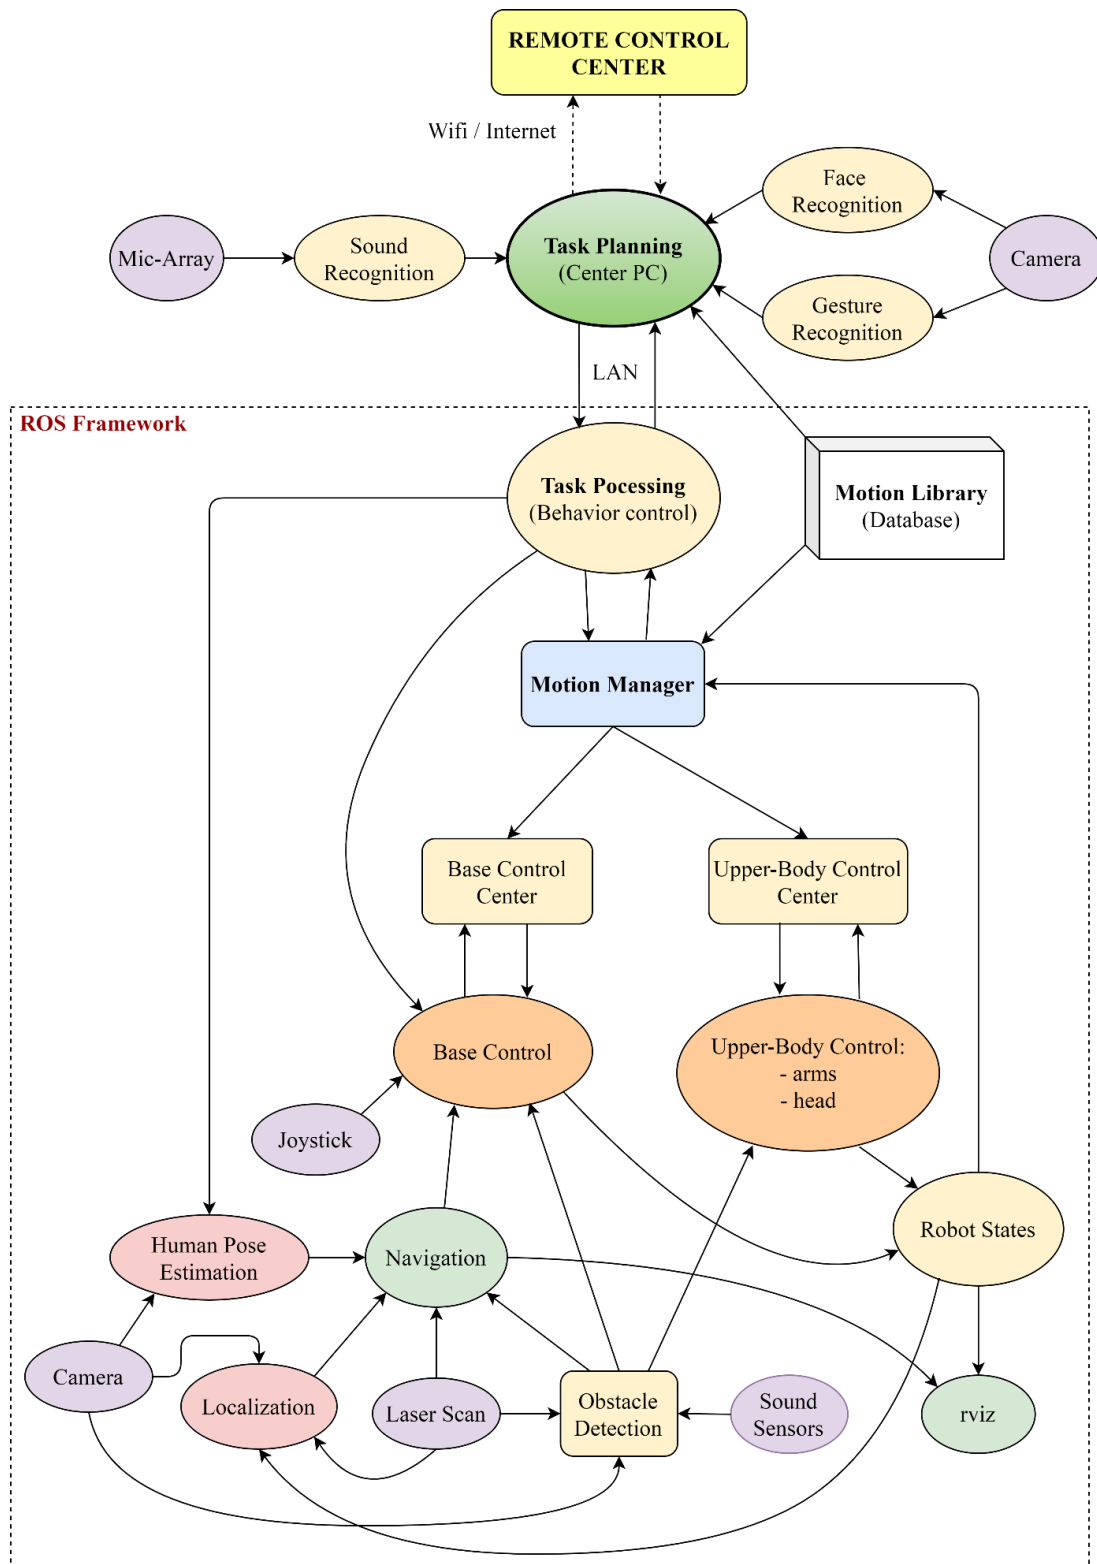 REMOTE CONTROL
CENTER
Wifi / Internet
Face
Recognition
Mic-Array
Sound
Recognition
Task Planning
(Center PC)
Camera
Gesture
Recognition
LAN
ROS Framework
Task Pocessing
(Behavior control)
Motion Library
(Database)
Motion Manager
Base Control
Center
Upper-Body Control
Center
Base Control
Upper-Body Control:
- arms
- head
Joystick
Robot States
Human Pose
Estimation
Navigation
Camera
Localization
Laser Scan
Obstacle
Detection
Sound
Sensors
rviz